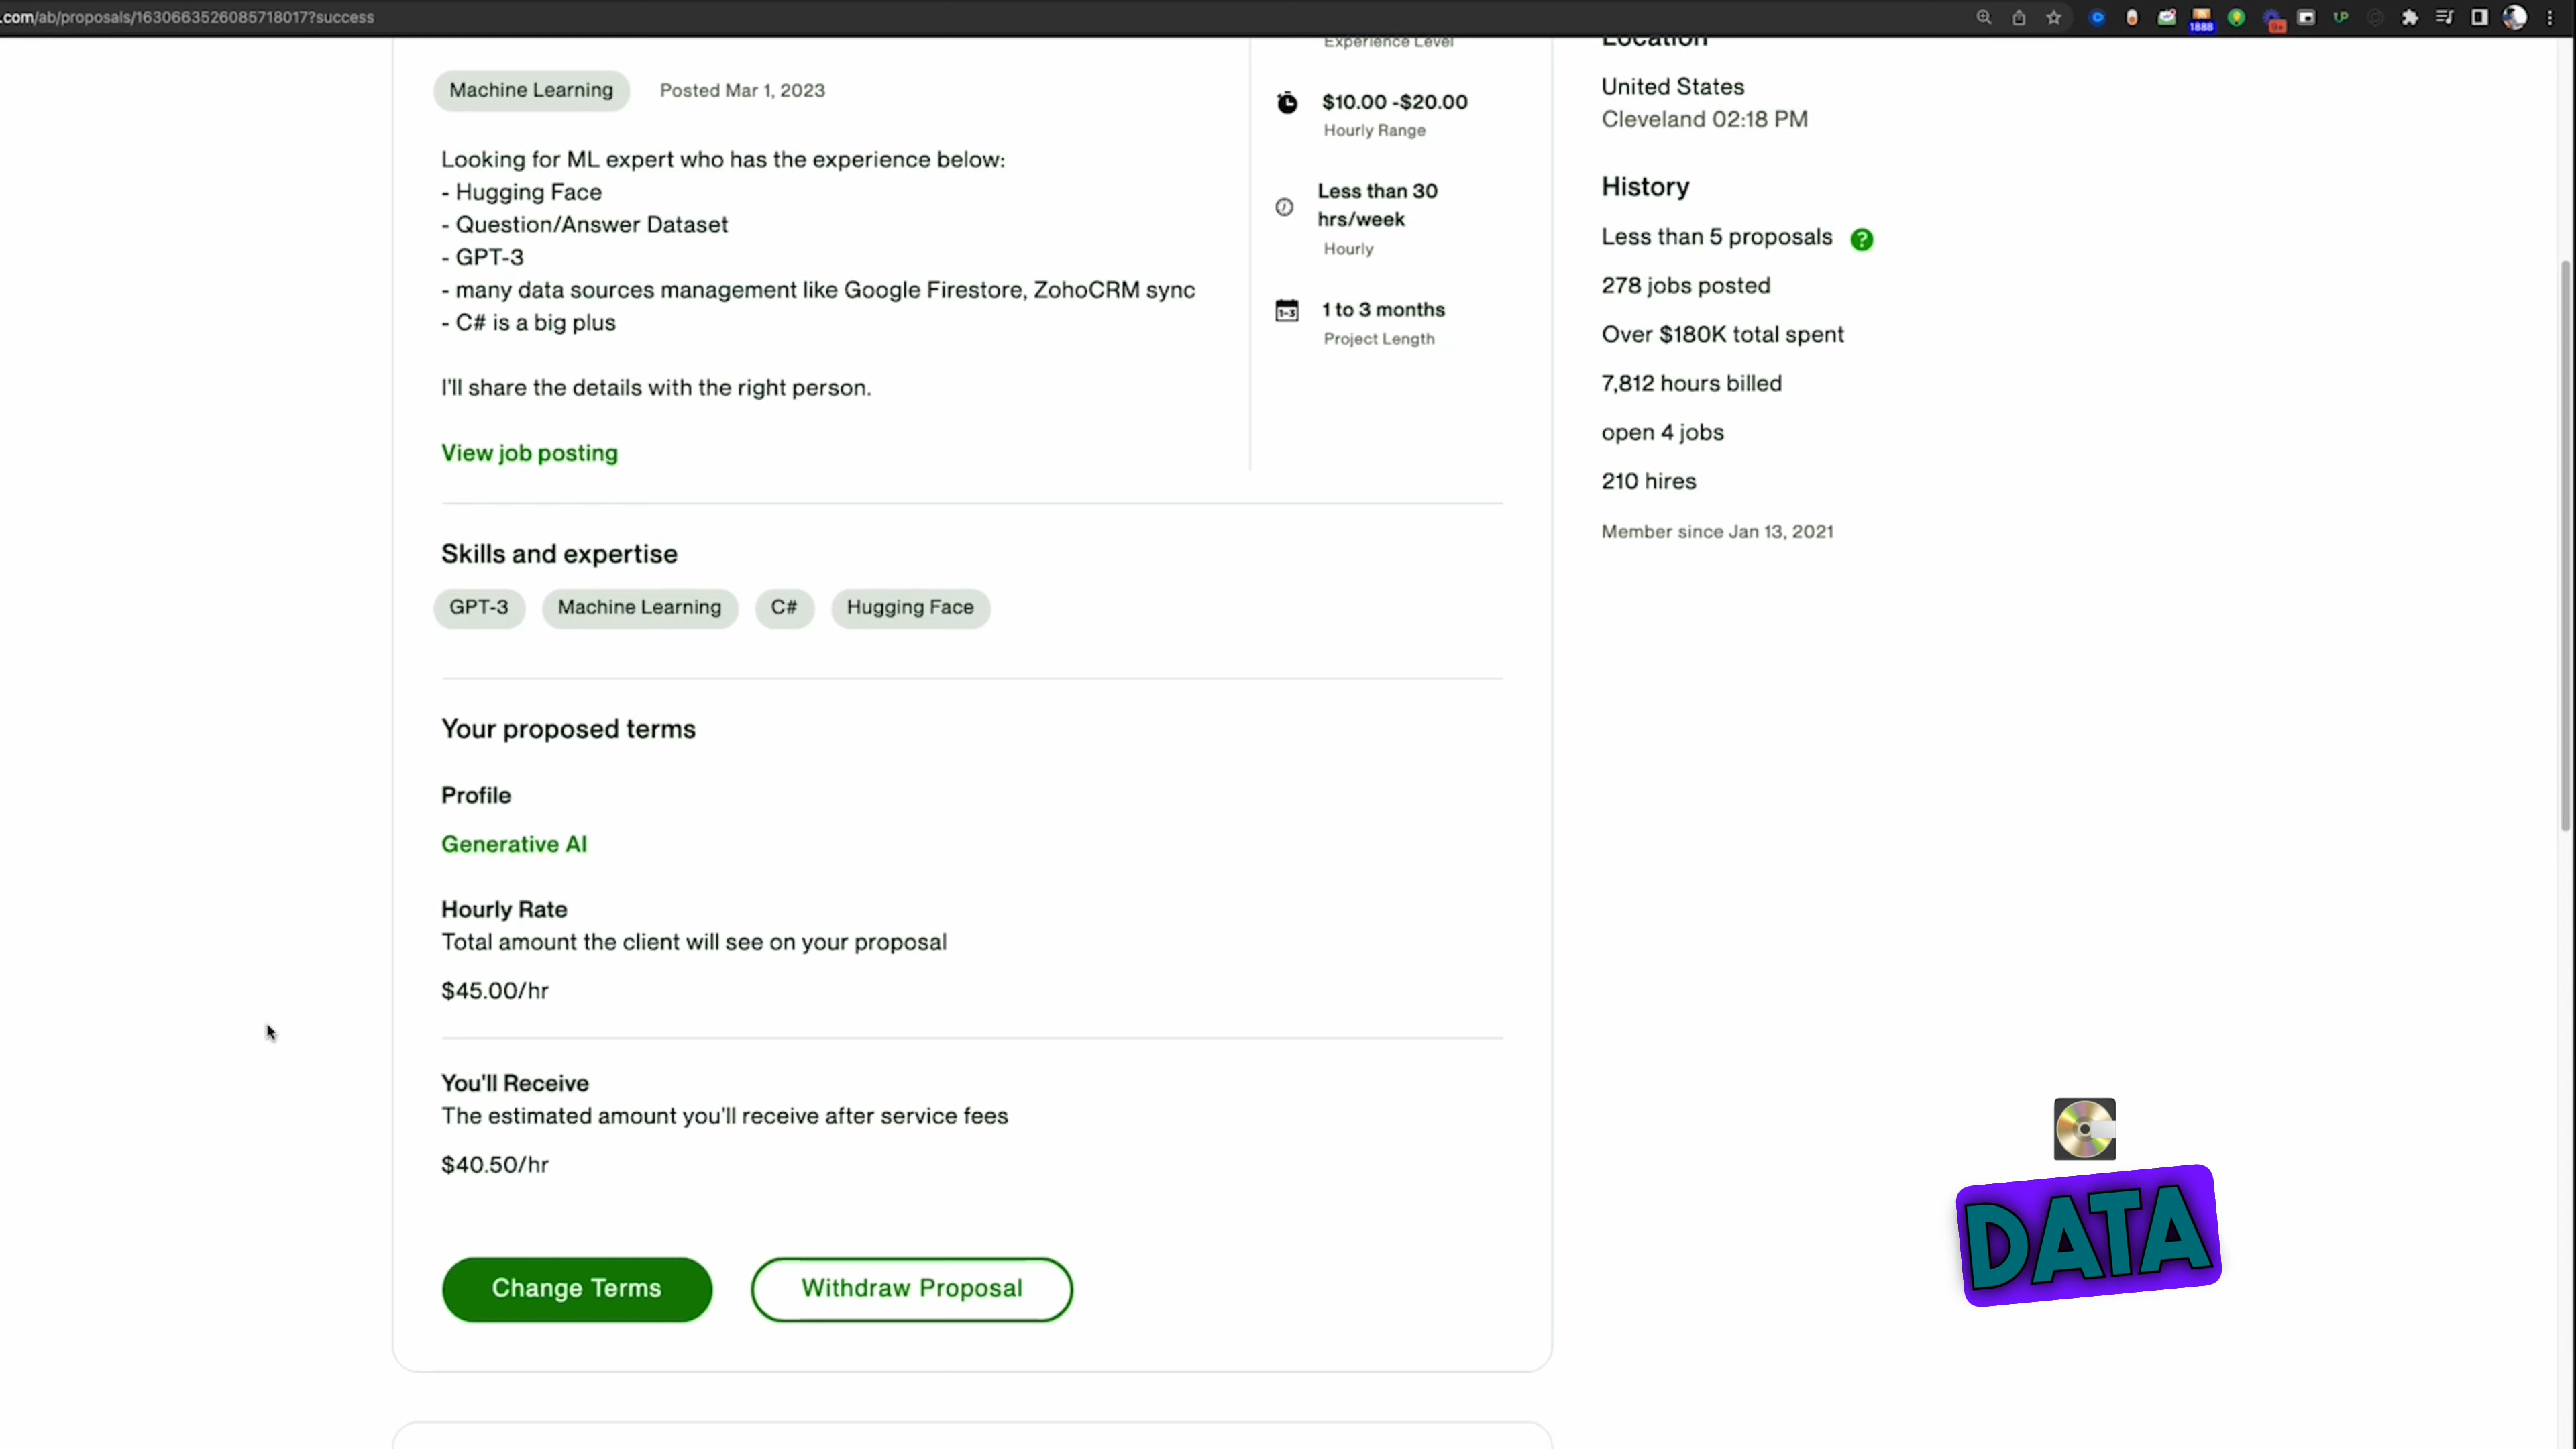 .com/ab/proposals/1630663526085718017?success
1888
UP
Experience Level
Location
Machine Learning
Posted Mar 1, 2023
Looking for ML expert who has the experience below:
- Hugging Face
- Question/Answer Dataset
- GPT-3
- many data sources management like Google Firestore, ZohoCRM sync
- C# is a big plus
I'll share the details with the right person.
View job posting
$10.00 -$20.00
Hourly Range
Less than 30
hrs/week
Hourly
1-3
1 to 3 months
Project Length
United States
Cleveland 02:18 PM
History
Less than 5 proposals
?
278 jobs posted
Over $180K total spent
7,812 hours billed
open 4 jobs
210 hires
Member since Jan 13, 2021
Skills and expertise
GPT-3
Machine Learning
C#
Hugging Face
Your proposed terms
Profile
Generative AI
Hourly Rate
Total amount the client will see on your proposal
$45.00/hr
You'll Receive
The estimated amount you'll receive after service fees
$40.50/hr
Change Terms
Withdraw Proposal
DATA